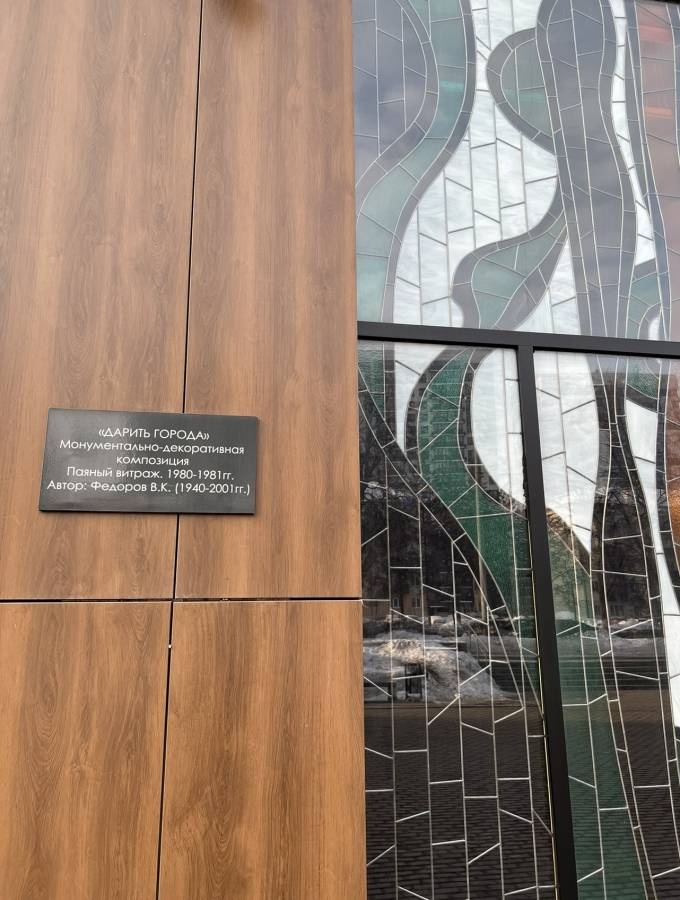 «ДАРИТЬ ГОРОДА»
Монументально-декоративная
композиция
Паяный витраж. 1980-1981гг.
Автор: Федоров В.К. (1940-2001гг.)